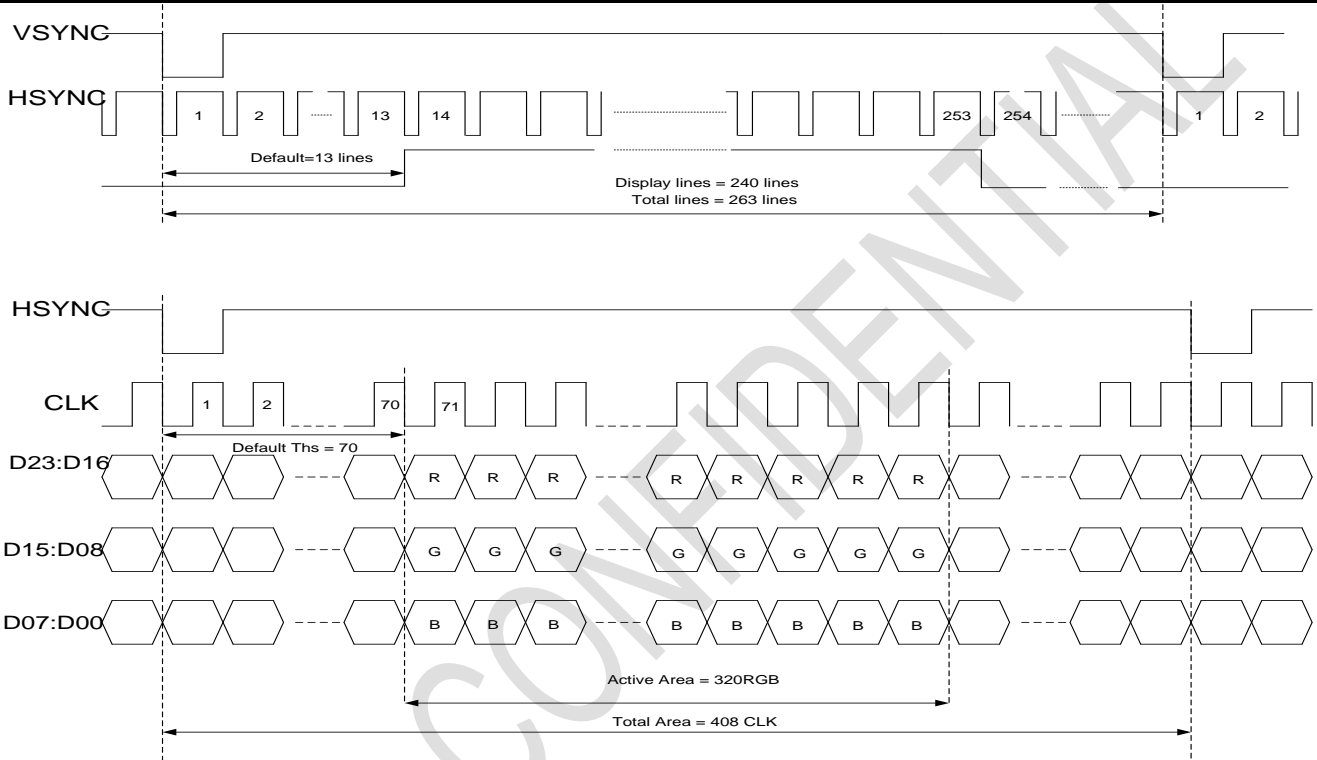 VSYNC
HSYNC
1 2 13 14 253 254 1 2
Default=13 lines
Display lines = 240 lines
Total lines = 263 lines
HSYNC
CLK
1 2 70 71
Default Ths = 70
D23:D16
R R R R R R R R
D15:D08
G G G G G G G G
D07:D00
B B B B B B B B
Active Area = 320RGB
Total Area = 408 CLK
CONFIDENTIAL